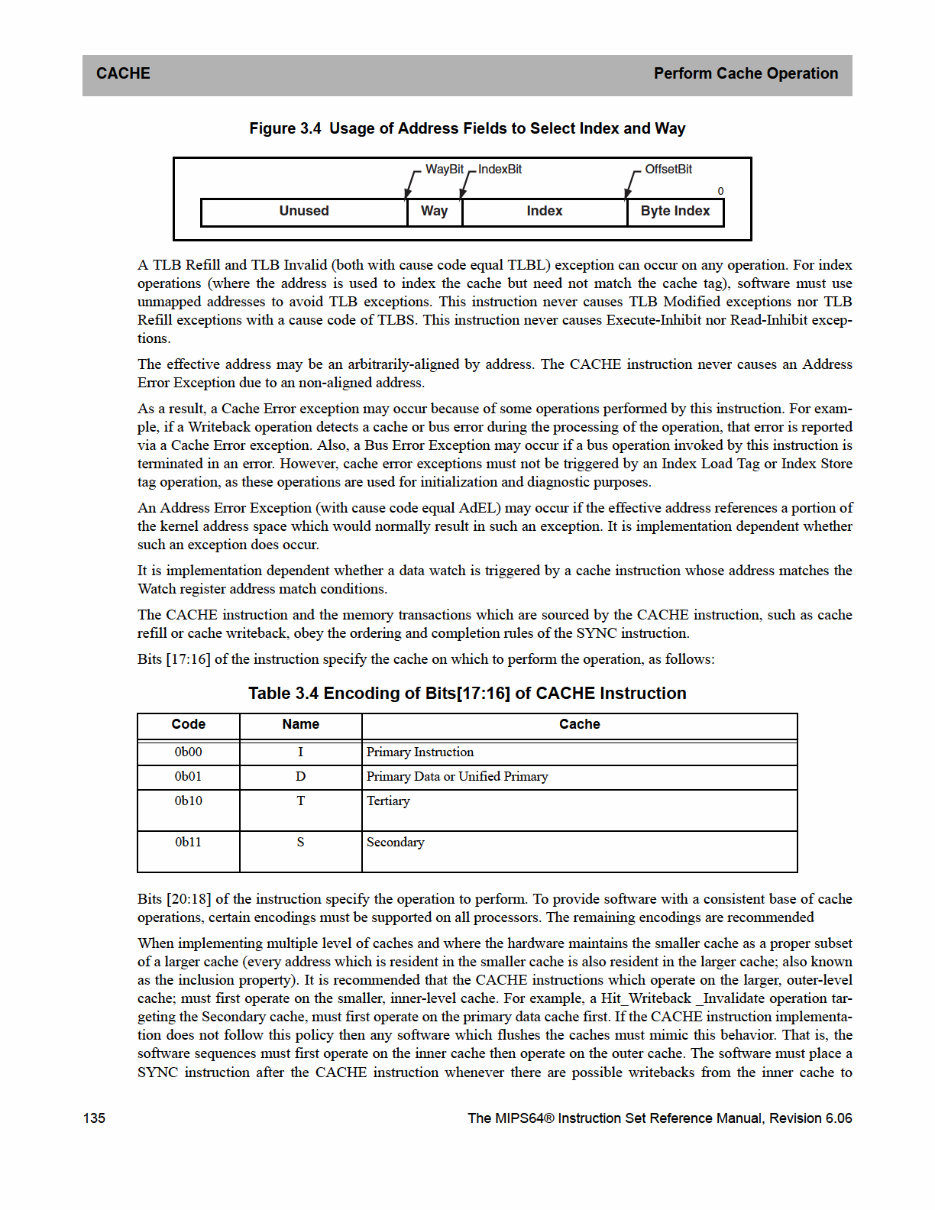 CACHE Perform Cache Operation
Figure 3.4 Usage of Address Fields to Select Index and Way
WayBit IndexBit OffsetBit
0
Unused Way Index Byte Index
A TLB Refill and TLB Invalid (both with cause code equal TLBL) exception can occur on any operation. For index
operations (where the address is used to index the cache but need not match the cache tag), software must use
unmapped addresses to avoid TLB exceptions. This instruction never causes TLB Modified exceptions nor TLB
Refill exceptions with a cause code of TLBS. This instruction never causes Execute-Inhibit nor Read-Inhibit excep-
tions.
The effective address may be an arbitrarily-aligned by address. The CACHE instruction never causes an Address
Error Exception due to an non-aligned address.
As a result, a Cache Error exception may occur because of some operations performed by this instruction. For exam-
ple, if a Writeback operation detects a cache or bus error during the processing of the operation, that error is reported
via a Cache Error exception. Also, a Bus Error Exception may occur if a bus operation invoked by this instruction is
terminated in an error. However, cache error exceptions must not be triggered by an Index Load Tag or Index Store
tag operation, as these operations are used for initialization and diagnostic purposes.
An Address Error Exception (with cause code equal AdEL) may occur if the effective address references a portion of
the kernel address space which would normally result in such an exception. It is implementation dependent whether
such an exception does occur.
It is implementation dependent whether a data watch is triggered by a cache instruction whose address matches the
Watch register address match conditions.
The CACHE instruction and the memory transactions which are sourced by the CACHE instruction, such as cache
refill or cache writeback, obey the ordering and completion rules of the SYNC instruction.
Bits [17:16] of the instruction specify the cache on which to perform the operation, as follows:
Table 3.4 Encoding of Bits[17:16] of CACHE Instruction
Code Name Cache
0b00 I Primary Instruction
0b01 D Primary Data or Unified Primary
0b10 T Tertiary
0b11 S Secondary
Bits [20:18] of the instruction specify the operation to perform. To provide software with a consistent base of cache
operations, certain encodings must be supported on all processors. The remaining encodings are recommended
When implementing multiple level of caches and where the hardware maintains the smaller cache as a proper subset
of a larger cache (every address which is resident in the smaller cache is also resident in the larger cache; also known
as the inclusion property). It is recommended that the CACHE instructions which operate on the larger, outer-level
cache; must first operate on the smaller, inner-level cache. For example, a Hit_Writeback _Invalidate operation tar-
geting the Secondary cache, must first operate on the primary data cache first. If the CACHE instruction implementa-
tion does not follow this policy then any software which flushes the caches must mimic this behavior. That is, the
software sequences must first operate on the inner cache then operate on the outer cache. The software must place a
SYNC instruction after the CACHE instruction whenever there are possible writebacks from the inner cache to
135 The MIPS64® Instruction Set Reference Manual, Revision 6.06